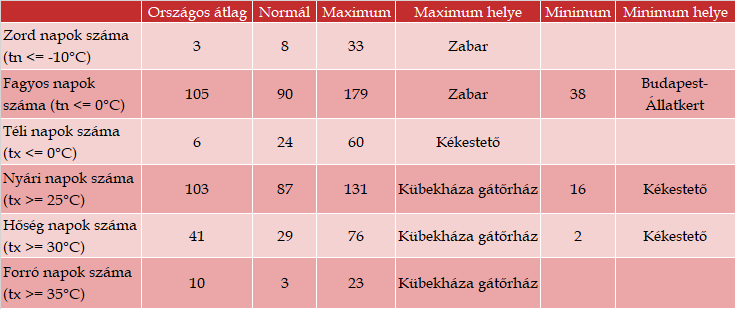 Országos átlag Normál Maximum Maximum helye Minimum Minimum helye
Zord napok száma
(tn <= -10°C) 3 8 33 Zabar
Fagyos napok
száma (tn <= 0°C) 105 90 179 Zabar 38 Budapest-
Állatkert
Téli napok száma
(tx <= 0°C) 6 24 60 Kékestető
Nyári napok száma
(tx >= 25°C) 103 87 131 Kübekháza gátőrház 16 Kékestető
Hőség napok száma
(tx >= 30°C) 41 29 76 Kübekháza gátőrház 2 Kékestető
Forró napok száma
(tx >= 35°C) 10 3 23 Kübekháza gátőrház